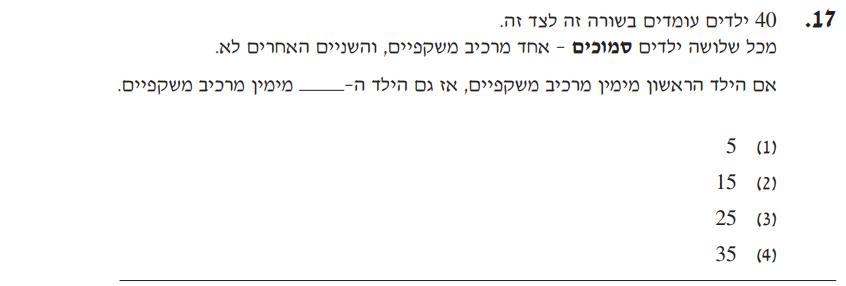 17. 40 ילדים עומדים בשורה זה לצד זה.
מכל שלושה ילדים סמוכים – אחד מרכיב משקפיים, והשניים האחרים לא.
אם הילד הראשון מימין מרכיב משקפיים, אז גם הילד ה-_____ מימין מרכיב משקפיים.
(1) 5
(2) 15
(3) 25
(4) 35